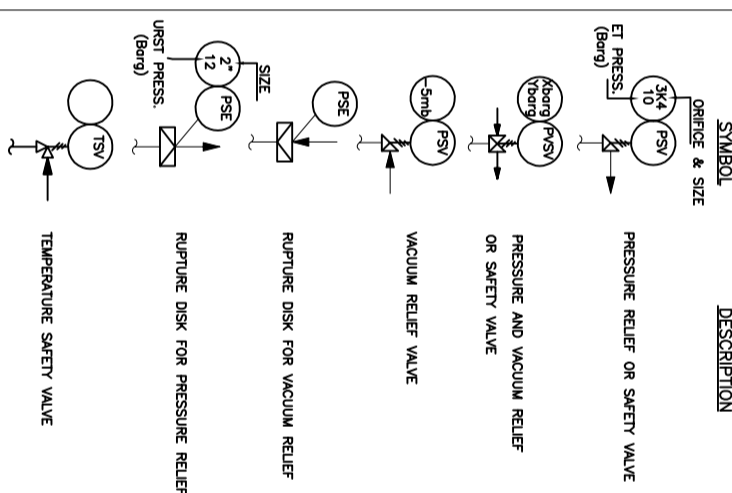 SYMBOL
DESCRIPTION
ORIFICE & SIZE
3K4
10
PSV
ET PRESS.
(Barg)
PRESSURE RELIEF OR SAFETY VALVE
Xbarg
Ybarg
PVSV
PRESSURE AND VACUUM RELIEF
OR SAFETY VALVE
-5mb
PSV
VACUUM RELIEF VALVE
PSE
RUPTURE DISK FOR VACUUM RELIEF
SIZE
2"
12
PSE
URST PRESS.
(Barg)
RUPTURE DISK FOR PRESSURE RELIEF
TSV
TEMPERATURE SAFETY VALVE